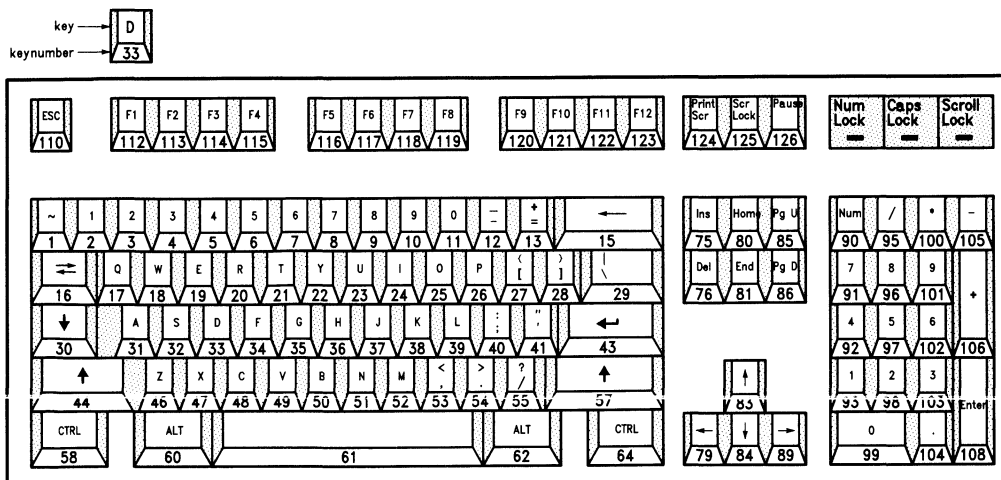 key D
keynumber 33
ESC F1 F2 F3 F4 F5 F6 F7 F8 F9 F10 F11 F12 Print Scr Scr Lock Pause Num Lock Caps Lock Scroll Lock
110 112 113 114 115 116 117 118 119 120 121 122 123 124 125 126
~ 1 2 3 4 5 6 7 8 9 0 — - + = ← Ins Home Pg U Num / * -
1 2 3 4 5 6 7 8 9 10 11 12 13 15 75 80 85 90 95 100 105
⇄ Q W E R T Y U I O P { [ } ] | \ Del End Pg D 7 8 9 +
16 17 18 19 20 21 22 23 24 25 26 27 28 29 76 81 86 91 96 101
↓ A S D F G H J K L : ; " ' ↵ 4 5 6
30 31 32 33 34 35 36 37 38 39 40 41 43 92 97 102 106
↑ Z X C V B N M < , > . ? / ↑ ↑ 1 2 3 Enter
44 46 47 48 49 50 51 52 53 54 55 57 83 93 98 103
CTRL ALT ALT CTRL ← ↓ → 0 .
58 60 61 62 64 79 84 89 99 104 108